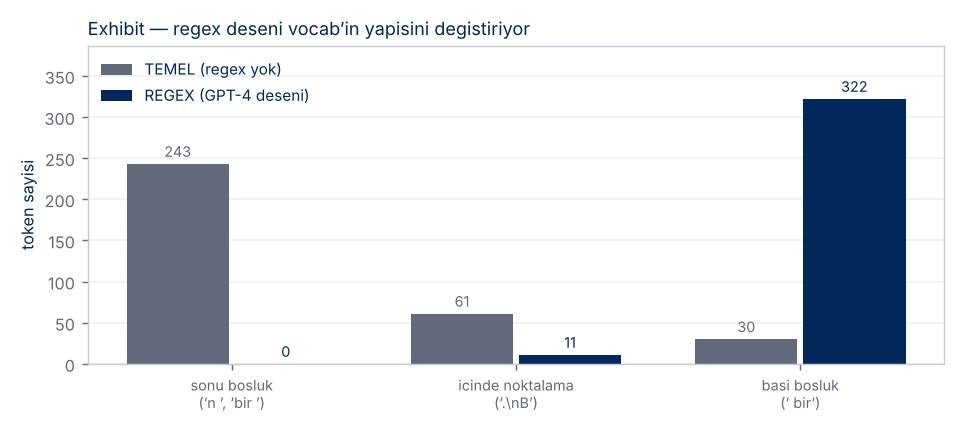 Exhibit — regex deseni vocab’in yapisini degistiriyor
TEMEL (regex yok)
REGEX (GPT-4 deseni)
token sayisi
350
300
250
200
150
100
50
0
243
0
61
11
30
322
sonu bosluk
(’n ’, ’bir ’)
icinde noktalama
(’.\nB’)
basi bosluk
(’ bir’)